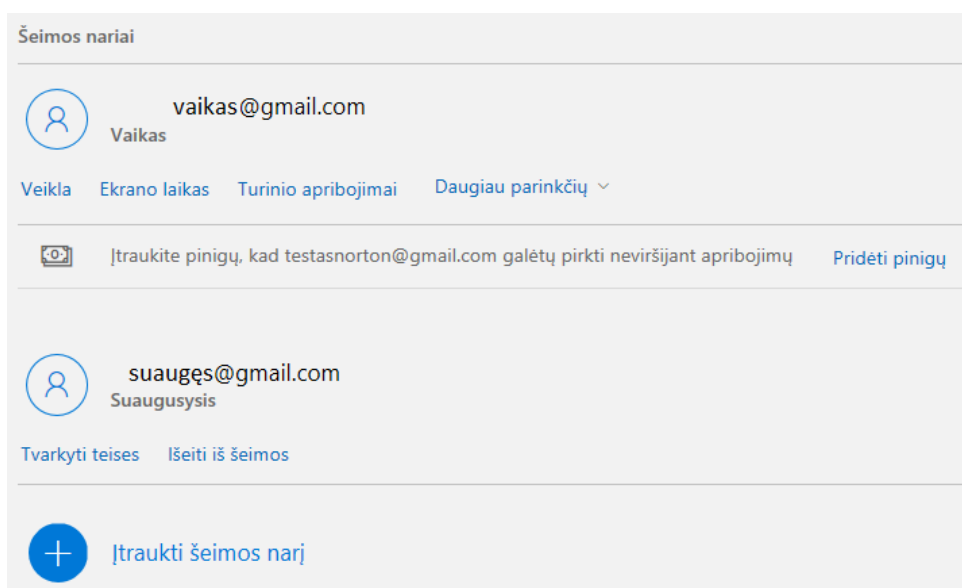 Šeimos nariai
vaikas@gmail.com
Vaikas
Veikla Ekrano laikas Turinio apribojimai Daugiau parinkčių
Įtraukite pinigų, kad testasnorton@gmail.com galėtų pirkti neviršijant apribojimų Pridėti pinigų
suaugęs@gmail.com
Suaugusysis
Tvarkyti teises Išeiti iš šeimos
Įtraukti šeimos narį